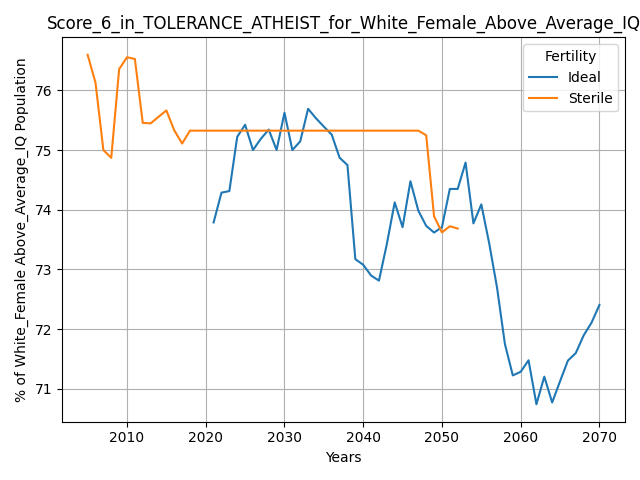 Score_6_in_TOLERANCE_ATHEIST_for_White_Female_Above_Average_IQ
% of White_Female Above_Average_IQ Population
76
75
74
73
72
71
Fertility
Ideal
Sterile
2010 2020 2030 2040 2050 2060 2070
Years